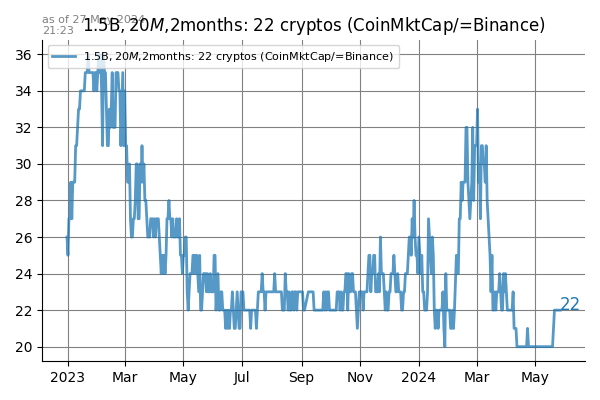 as of 27 May 2024
21:23
1.5B, 20M, 2months: 22 cryptos (CoinMktCap/=Binance)
1.5B, 20M, 2months: 22 cryptos (CoinMktCap/=Binance)
36
34
32
30
28
26
24
22
20
22
2023 Mar May Jul Sep Nov 2024 Mar May